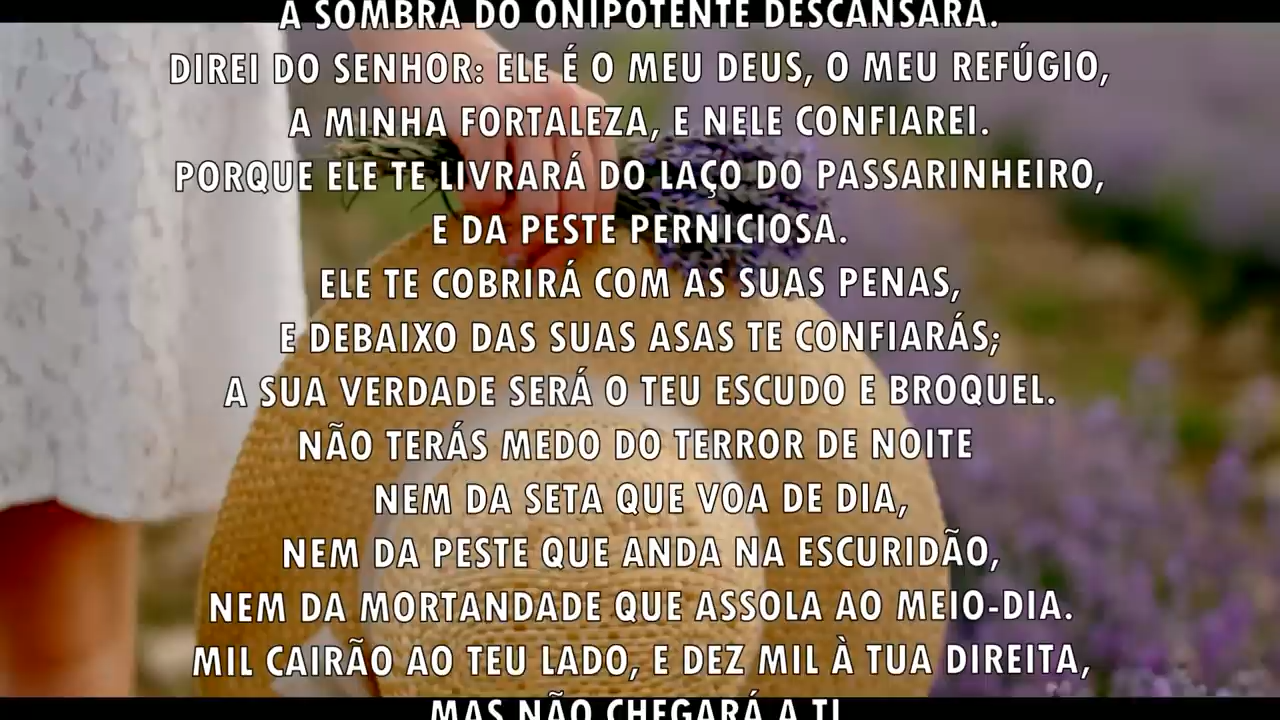 À SOMBRA DO ONIPOTENTE DESCANSARÁ.
DIREI DO SENHOR: ELE É O MEU DEUS, O MEU REFÚGIO,
A MINHA FORTALEZA, E NELE CONFIAREI.
PORQUE ELE TE LIVRARÁ DO LAÇO DO PASSARINHEIRO,
E DA PESTE PERNICIOSA.
ELE TE COBRIRÁ COM AS SUAS PENAS,
E DEBAIXO DAS SUAS ASAS TE CONFIARÁS;
A SUA VERDADE SERÁ O TEU ESCUDO E BROQUEL.
NÃO TERÁS MEDO DO TERROR DE NOITE
NEM DA SETA QUE VOA DE DIA,
NEM DA PESTE QUE ANDA NA ESCURIDÃO,
NEM DA MORTANDADE QUE ASSOLA AO MEIO-DIA.
MIL CAIRÃO AO TEU LADO, E DEZ MIL À TUA DIREITA,
MAS NÃO CHEGARÁ A TI.